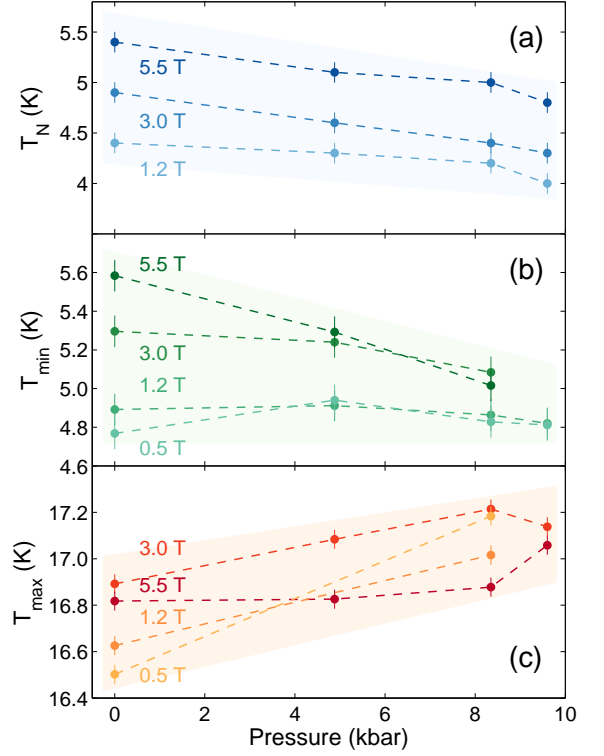 (a)
5.5
5
4.5
4
T_N (K)
5.5 T
3.0 T
1.2 T
(b)
5.6
5.4
5.2
5.0
4.8
4.6
T_min (K)
5.5 T
3.0 T
1.2 T
0.5 T
17.2
17.0
16.8
16.6
16.4
T_max (K)
3.0 T
5.5 T
1.2 T
0.5 T
(c)
0 2 4 6 8 10
Pressure (kbar)